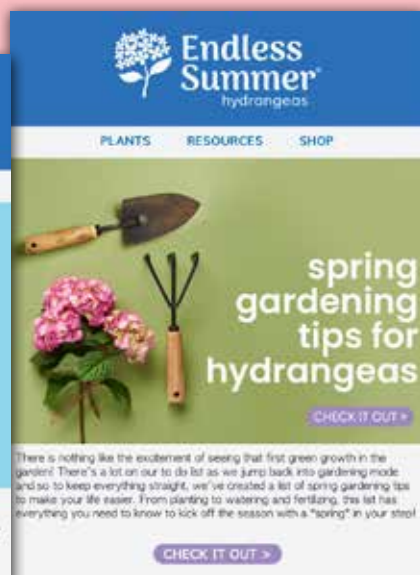 Endless
Summer®
hydrangeas
PLANTS RESOURCES SHOP
spring
gardening
tips for
hydrangeas
CHECK IT OUT >
There is nothing like the excitement of seeing that first green growth in the
garden! There's a lot on our to do list as we jump back into gardening mode
and so to keep everything straight, we've created a list of spring gardening tips
to make your life easier. From planting to watering and fertilizing, this list has
everything you need to know to kick off the season with a "spring" in your step!
CHECK IT OUT >